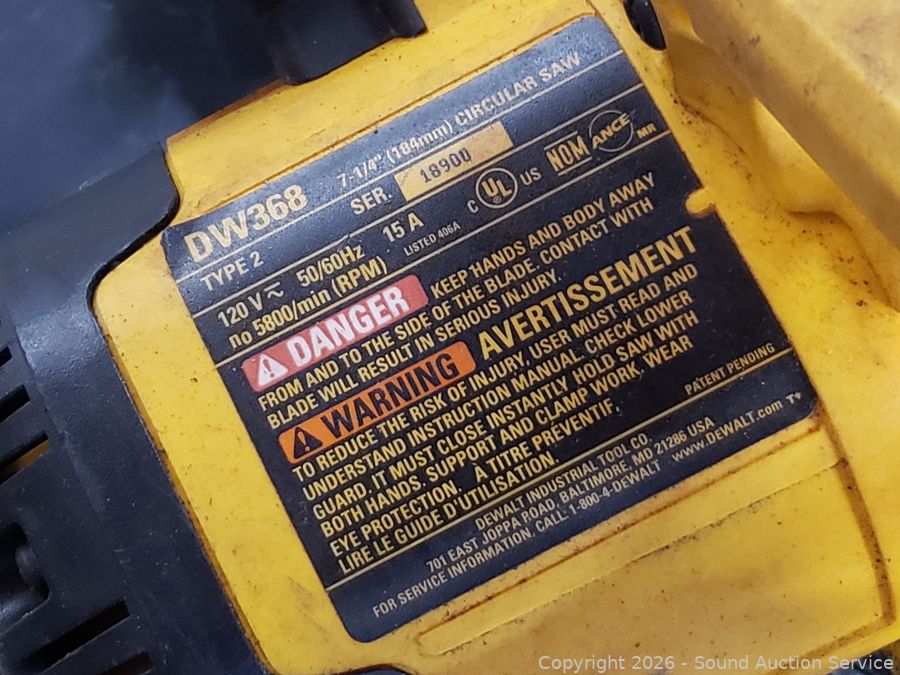 DW368 7-1/4" (184mm) CIRCULAR SAW
TYPE 2 SER. 18900
120 V ⎓ 50/60Hz 15 A LISTED 406A C UL US NOM ANCE MR
no 5800/min (RPM)
DANGER KEEP HANDS AND BODY AWAY
FROM AND TO THE SIDE OF THE BLADE. CONTACT WITH
BLADE WILL RESULT IN SERIOUS INJURY.
WARNING AVERTISSEMENT
TO REDUCE THE RISK OF INJURY, USER MUST READ AND
UNDERSTAND INSTRUCTION MANUAL. CHECK LOWER
GUARD, IT MUST CLOSE INSTANTLY. HOLD SAW WITH
BOTH HANDS, SUPPORT AND CLAMP WORK, WEAR
EYE PROTECTION. À TITRE PREVENTIF,
LIRE LE GUIDE D'UTILISATION.
PATENT PENDING
DEWALT INDUSTRIAL TOOL CO.
701 EAST JOPPA ROAD, BALTIMORE, MD 21286 USA
FOR SERVICE INFORMATION, CALL: 1-800-4-DEWALT www.DEWALT.com
Copyright 2026 - Sound Auction Service